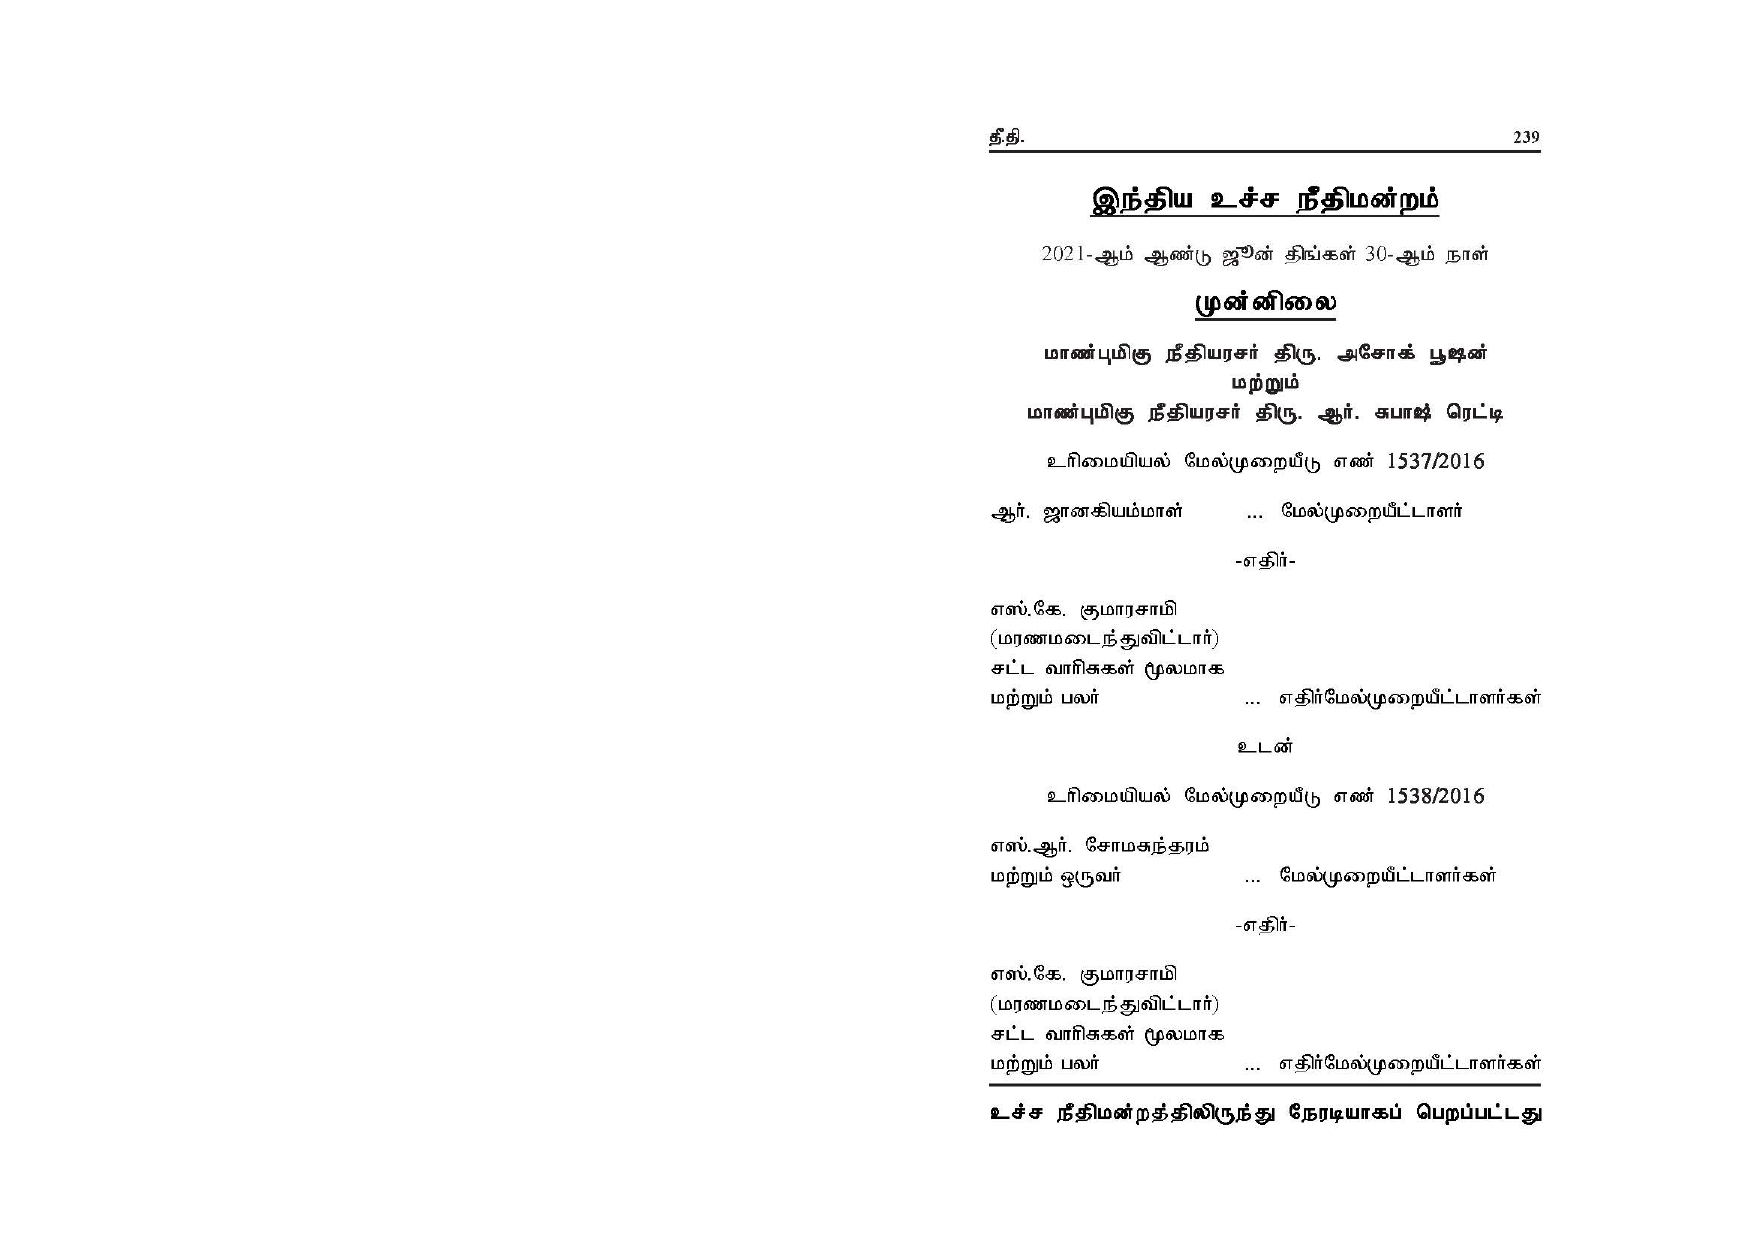 தீ.தி. 239
இந்திய உச்ச நீதிமன்றம்
2021-ஆம் ஆண்டு ஜூன் திங்கள் 30-ஆம் நாள்
முன்னிலை
மாண்புமிகு நீதியரசர் திரு. அசோக் பூஷன்
மற்றும்
மாண்புமிகு நீதியரசர் திரு. ஆர். சுபாஷ் ரெட்டி
உரிமையியல் மேல்முறையீடு எண் 1537/2016
ஆர். ஜானகியம்மாள் ... மேல்முறையீட்டாளர்
-எதிர்-
எஸ்.கே. குமாரசாமி
(மரணமடைந்துவிட்டார்)
சட்ட வாரிசுகள் மூலமாக
மற்றும் பலர் ... எதிர்மேல்முறையீட்டாளர்கள்
உடன்
உரிமையியல் மேல்முறையீடு எண் 1538/2016
எஸ்.ஆர். சோமசுந்தரம்
மற்றும் ஒருவர் ... மேல்முறையீட்டாளர்கள்
-எதிர்-
எஸ்.கே. குமாரசாமி
(மரணமடைந்துவிட்டார்)
சட்ட வாரிசுகள் மூலமாக
மற்றும் பலர் ... எதிர்மேல்முறையீட்டாளர்கள்
உச்ச நீதிமன்றத்திலிருந்து நேரடியாகப் பெறப்பட்டது